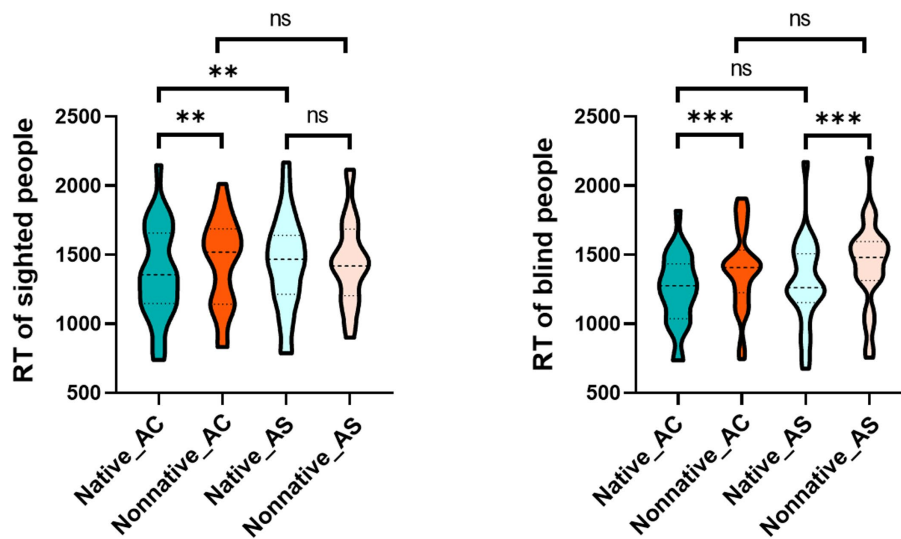 ns
**
** ns
2500
2000
1500
1000
500
RT of sighted people
Native_AC
Nonnative_AC
Native_AS
Nonnative_AS
ns
ns
*** ***
2500
2000
1500
1000
500
RT of blind people
Native_AC
Nonnative_AC
Native_AS
Nonnative_AS